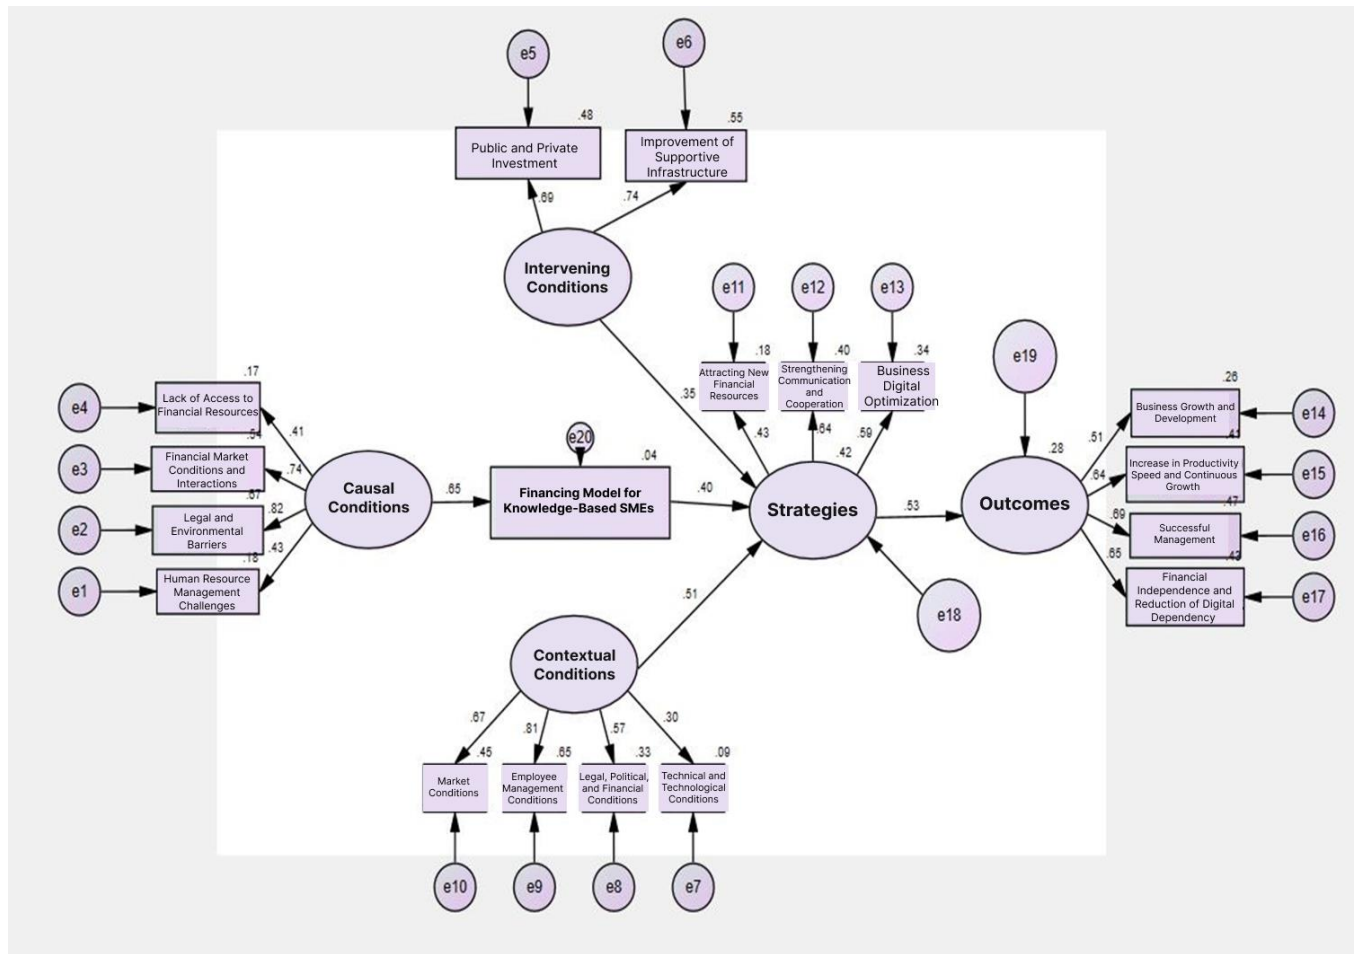 e5
e6
.48
.55
Public and Private
Investment
Improvement of
Supportive
Infrastructure
.69
.74
Intervening
Conditions
e11
e12
e13
e19
.18
.40
.34
Attracting New
Financial
Resources
Strengthening
Communication
and
Cooperation
Business
Digital
Optimization
.35
.43
.64
.59
.42
.17
e4
Lack of Access to
Financial Resources
.54
.41
e3
Financial Market
Conditions and
Interactions
.74
.67
.82
e2
Legal and
Environmental
Barriers
.18
.43
e1
Human Resource
Management
Challenges
Causal
Conditions
.65
e20
.04
Financing Model for
Knowledge-Based SMEs
.40
Strategies
.53
.28
Outcomes
.26
.51
Business Growth and
Development
e14
.41
.64
Increase in Productivity
Speed and Continuous
Growth
e15
.47
.69
Successful
Management
e16
.43
.65
Financial
Independence and
Reduction of Digital
Dependency
e17
e18
.51
Contextual
Conditions
.67
.81
.57
.30
.45
.65
.33
.09
Market
Conditions
Employee
Management
Conditions
Legal, Political,
and Financial
Conditions
Technical and
Technological
Conditions
e10
e9
e8
e7